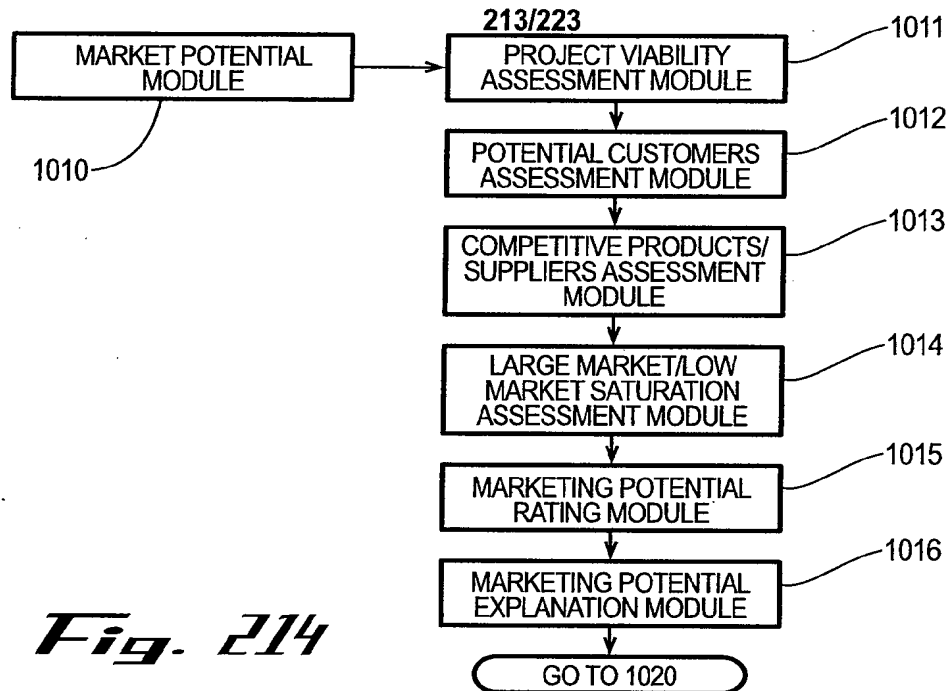 213/223
MARKET POTENTIAL
MODULE
1010
PROJECT VIABILITY
ASSESSMENT MODULE
1011
POTENTIAL CUSTOMERS
ASSESSMENT MODULE
1012
COMPETITIVE PRODUCTS/
SUPPLIERS ASSESSMENT
MODULE
1013
LARGE MARKET/LOW
MARKET SATURATION
ASSESSMENT MODULE
1014
MARKETING POTENTIAL
RATING MODULE
1015
MARKETING POTENTIAL
EXPLANATION MODULE
1016
GO TO 1020
Fig. 214